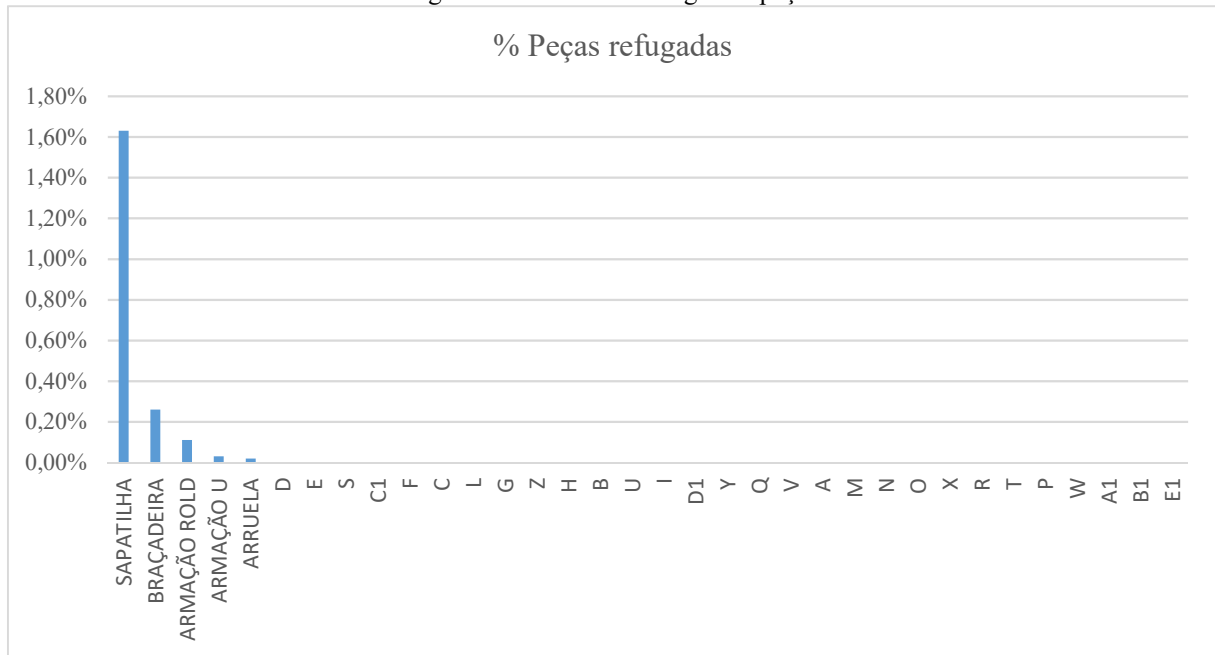 % Peças refugadas
1,80%
1,60%
1,40%
1,20%
1,00%
0,80%
0,60%
0,40%
0,20%
0,00%
SAPATILHA
BRAÇADEIRA
ARMAÇÃO ROLD
ARMAÇÃO U
ARRUELA
D
E
S
C1
F
C
L
G
Z
H
B
U
I
D1
Y
Q
V
A
M
N
O
X
R
T
P
W
A1
B1
E1